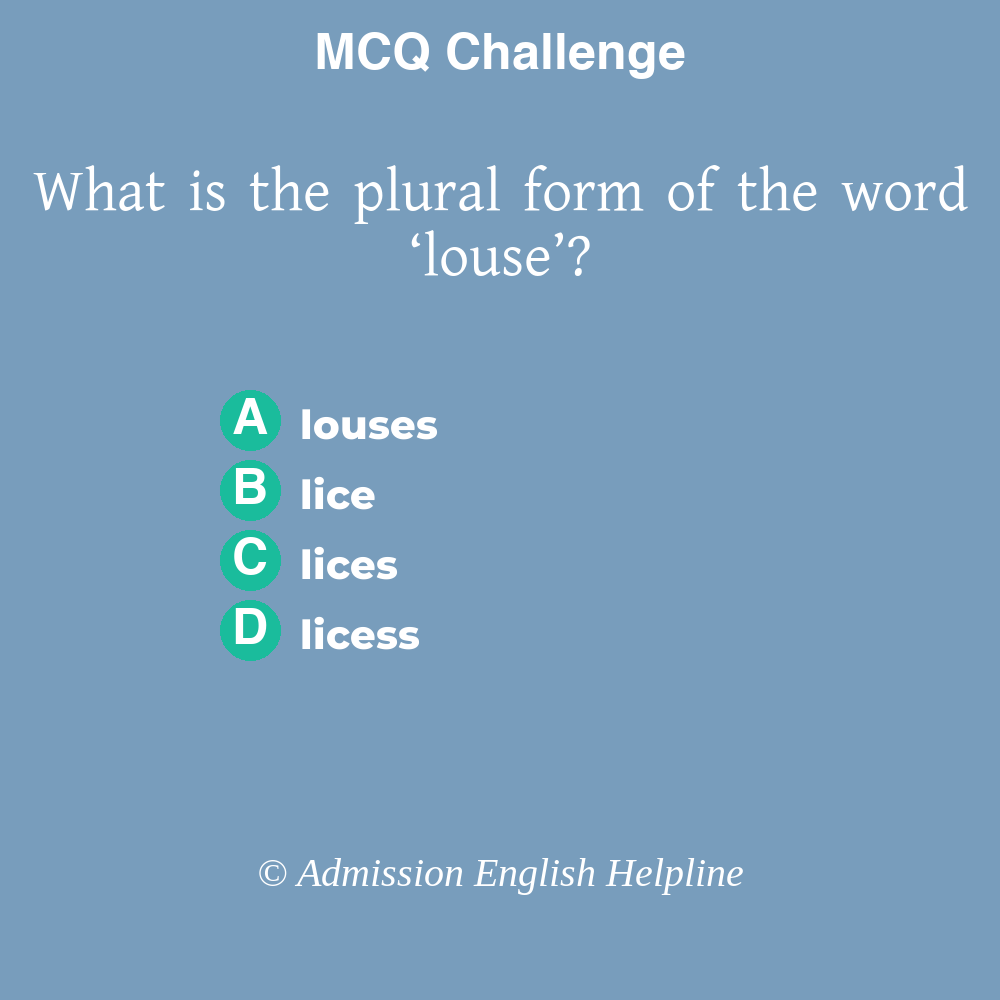 MCQ Challenge
What is the plural form of the word
‘louse’?
A louses
B lice
C lices
D licess
© Admission English Helpline